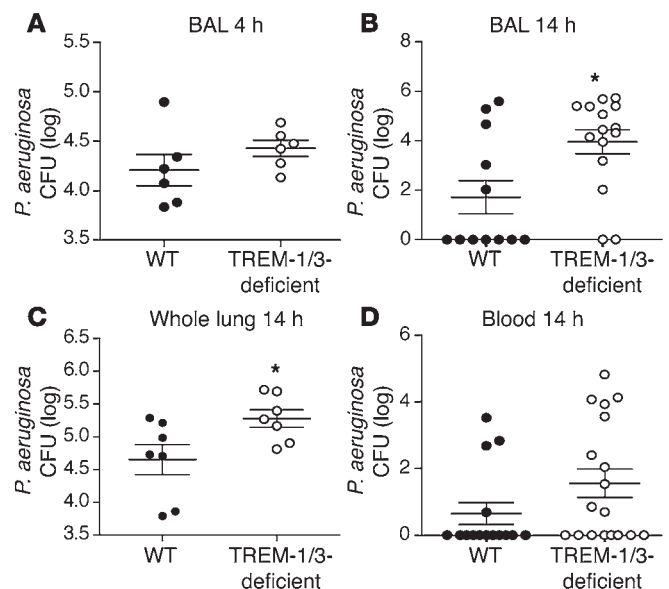 A
BAL 4 h
P. aeruginosa
CFU (log)
5.5
5.0
4.5
4.0
3.5
WT
TREM-1/3-
deficient
B
BAL 14 h
P. aeruginosa
CFU (log)
8
6
4
2
0
*
WT
TREM-1/3-
deficient
C
Whole lung 14 h
P. aeruginosa
CFU (log)
6.5
6.0
5.5
5.0
4.5
4.0
3.5
*
WT
TREM-1/3-
deficient
D
Blood 14 h
P. aeruginosa
CFU (log)
6
4
2
0
WT
TREM-1/3-
deficient